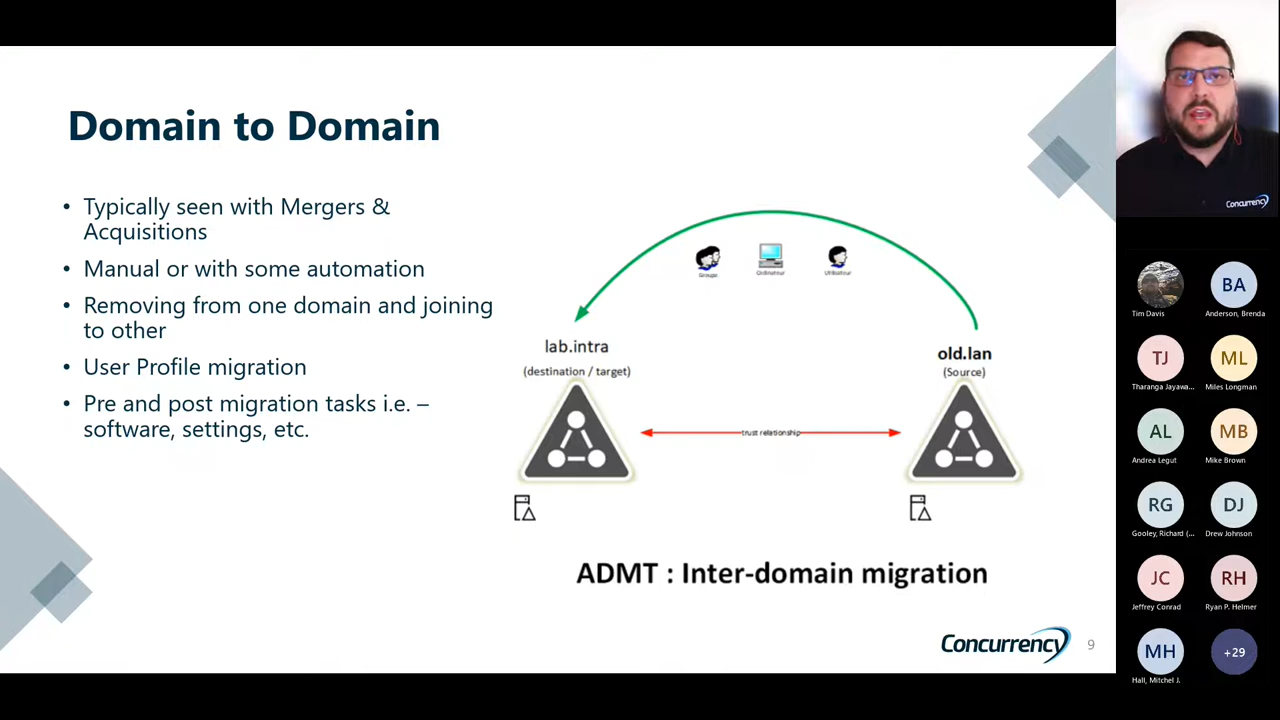 Domain to Domain
• Typically seen with Mergers &
Acquisitions
• Manual or with some automation
• Removing from one domain and joining
to other
• User Profile migration
• Pre and post migration tasks i.e. –
software, settings, etc.
Groupe
Ordinateur
Utilisateur
lab.intra
(destination / target)
old.lan
(Source)
trust relationship
ADMT : Inter-domain migration
Concurrency
9
Concurrency
Tim Davis
BA
Anderson, Brenda
TJ
Tharanga Jayawa...
ML
Miles Longman
AL
Andrea Legut
MB
Mike Brown
RG
Gooley, Richard (...
DJ
Drew Johnson
JC
Jeffrey Conrad
RH
Ryan P. Helmer
MH
Hall, Mitchel J.
+29